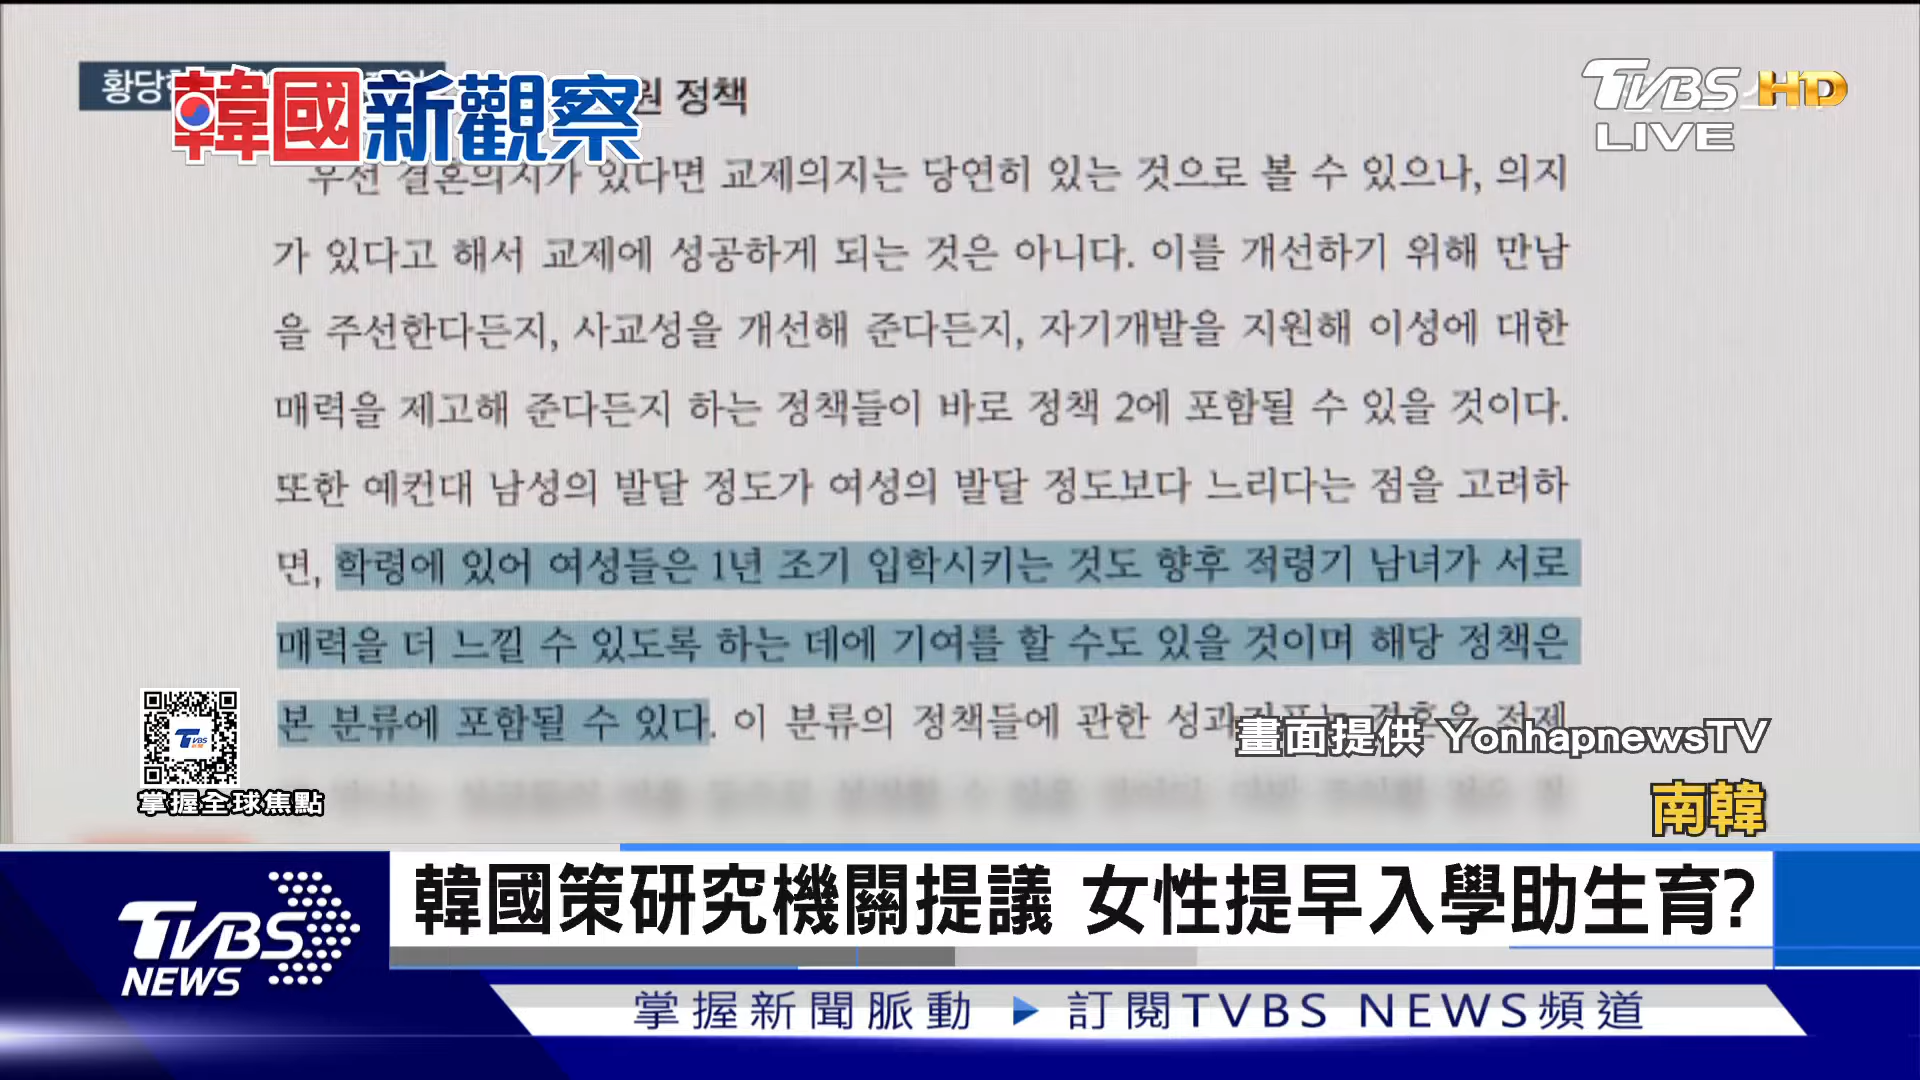 황당한
韓國新觀察
원 정책
TVBS HD
LIVE
우선 결혼의지가 있다면 교제의지는 당연히 있는 것으로 볼 수 있으나, 의지
가 있다고 해서 교제에 성공하게 되는 것은 아니다. 이를 개선하기 위해 만남
을 주선한다든지, 사교성을 개선해 준다든지, 자기개발을 지원해 이성에 대한
매력을 제고해 준다든지 하는 정책들이 바로 정책 2에 포함될 수 있을 것이다.
또한 예컨대 남성의 발달 정도가 여성의 발달 정도보다 느리다는 점을 고려하
면, 학령에 있어 여성들은 1년 조기 입학시키는 것도 향후 적령기 남녀가 서로
매력을 더 느낄 수 있도록 하는 데에 기여를 할 수도 있을 것이며 해당 정책은
본 분류에 포함될 수 있다. 이 분류의 정책들에 관한 성과지표는 결혼을 전제
畫面提供 YonhapnewsTV
TVBS
掌握全球焦點
南韓
韓國策研究機關提議 女性提早入學助生育?
TVBS
NEWS
掌握新聞脈動 ▶ 訂閱TVBS NEWS頻道